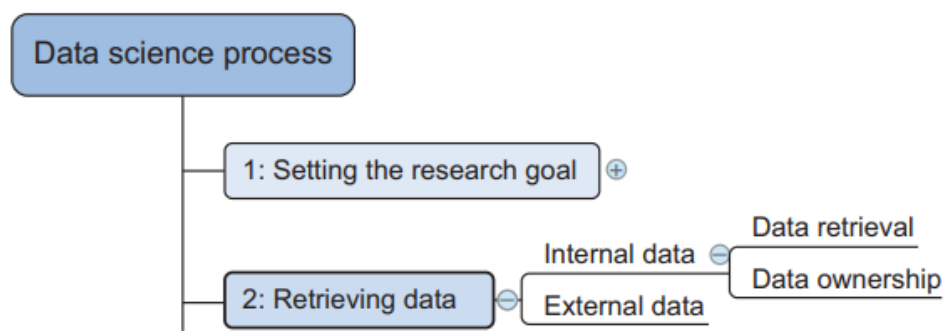 Data science process
1: Setting the research goal
2: Retrieving data
Internal data
External data
Data retrieval
Data ownership